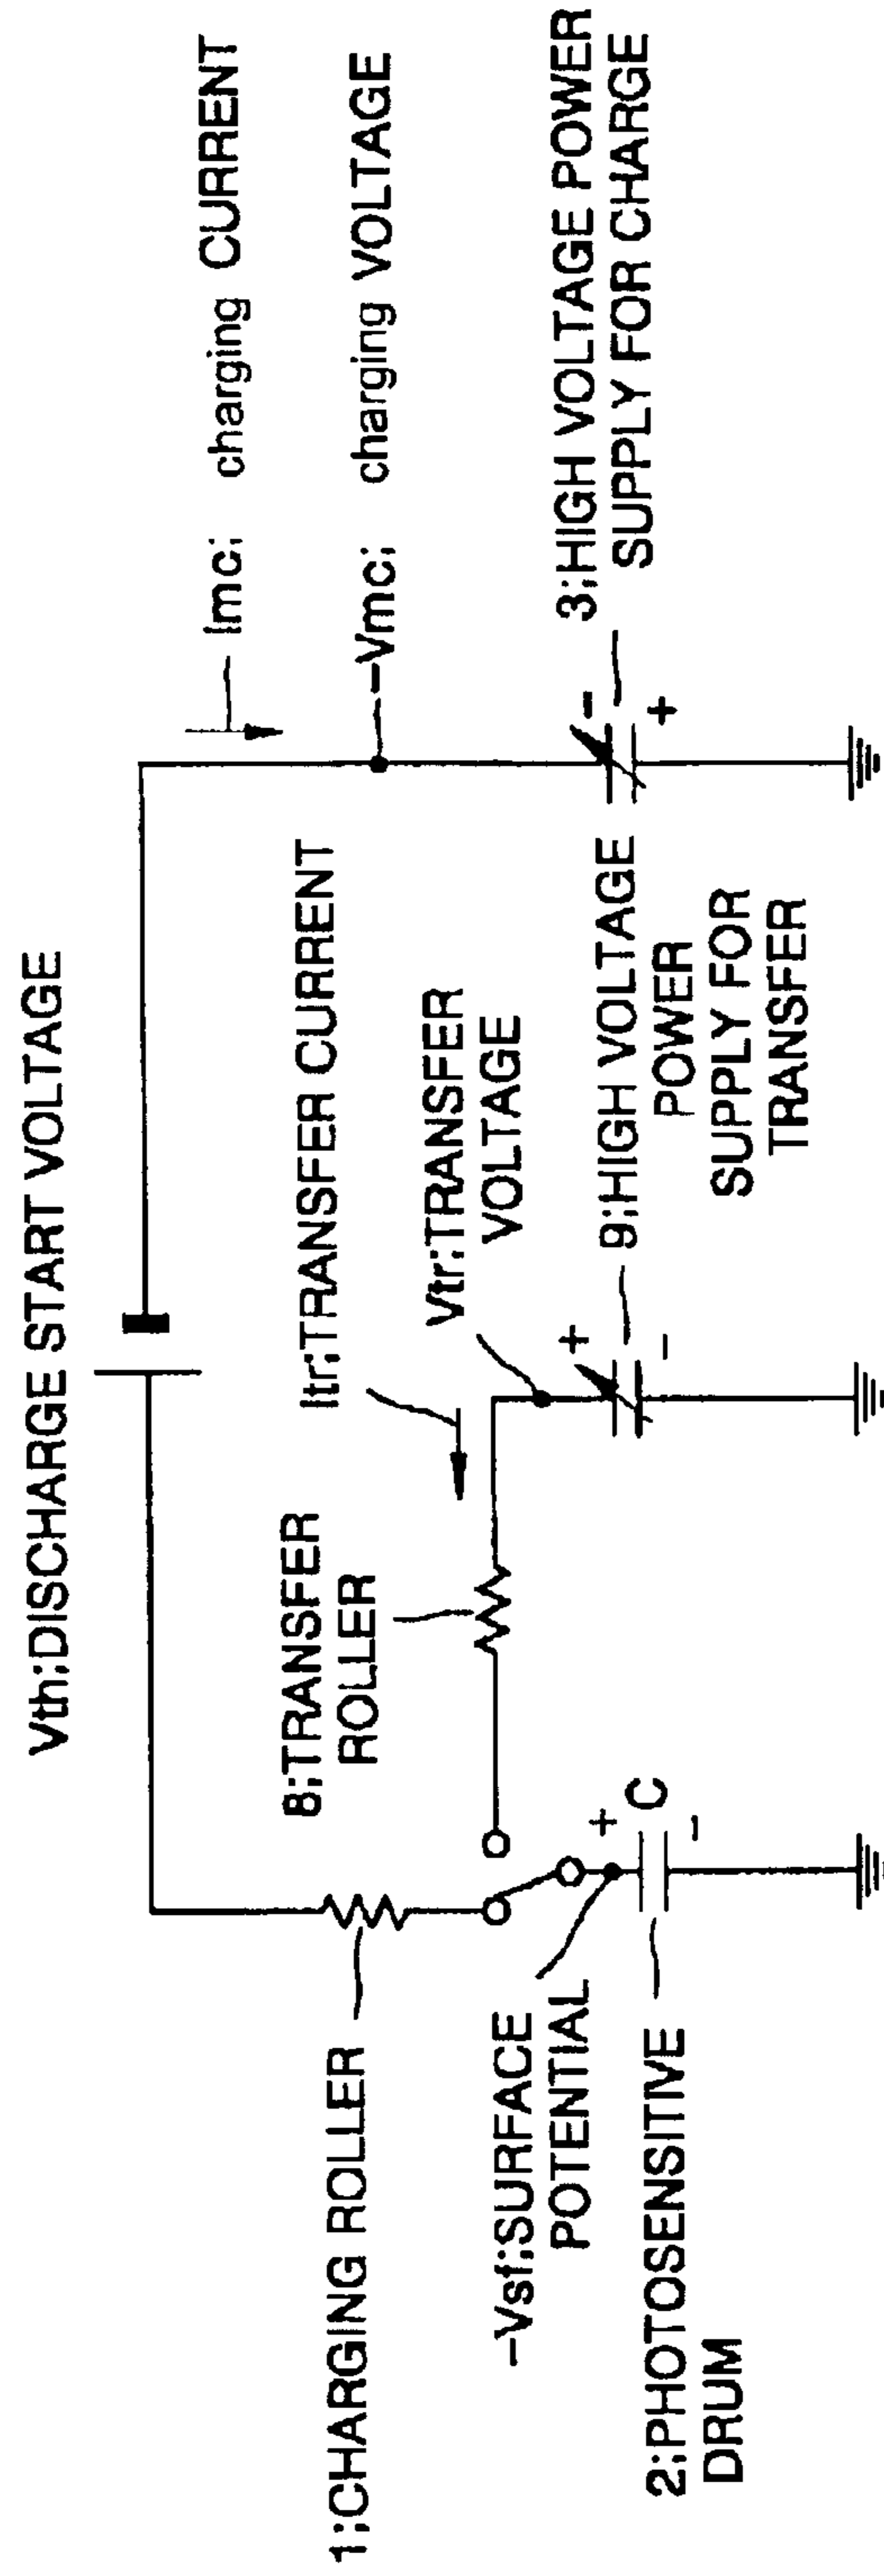 Vth;DISCHARGE START VOLTAGE
Imc; charging CURRENT
-Vmc; charging VOLTAGE
3;HIGH VOLTAGE POWER
SUPPLY FOR CHARGE
-
+
Itr;TRANSFER CURRENT
Vtr;TRANSFER
VOLTAGE
9;HIGH VOLTAGE
POWER
SUPPLY FOR
TRANSFER
+
-
8;TRANSFER
ROLLER
1;CHARGING ROLLER
-Vsf;SURFACE
POTENTIAL
+
C
-
2;PHOTOSENSITIVE
DRUM